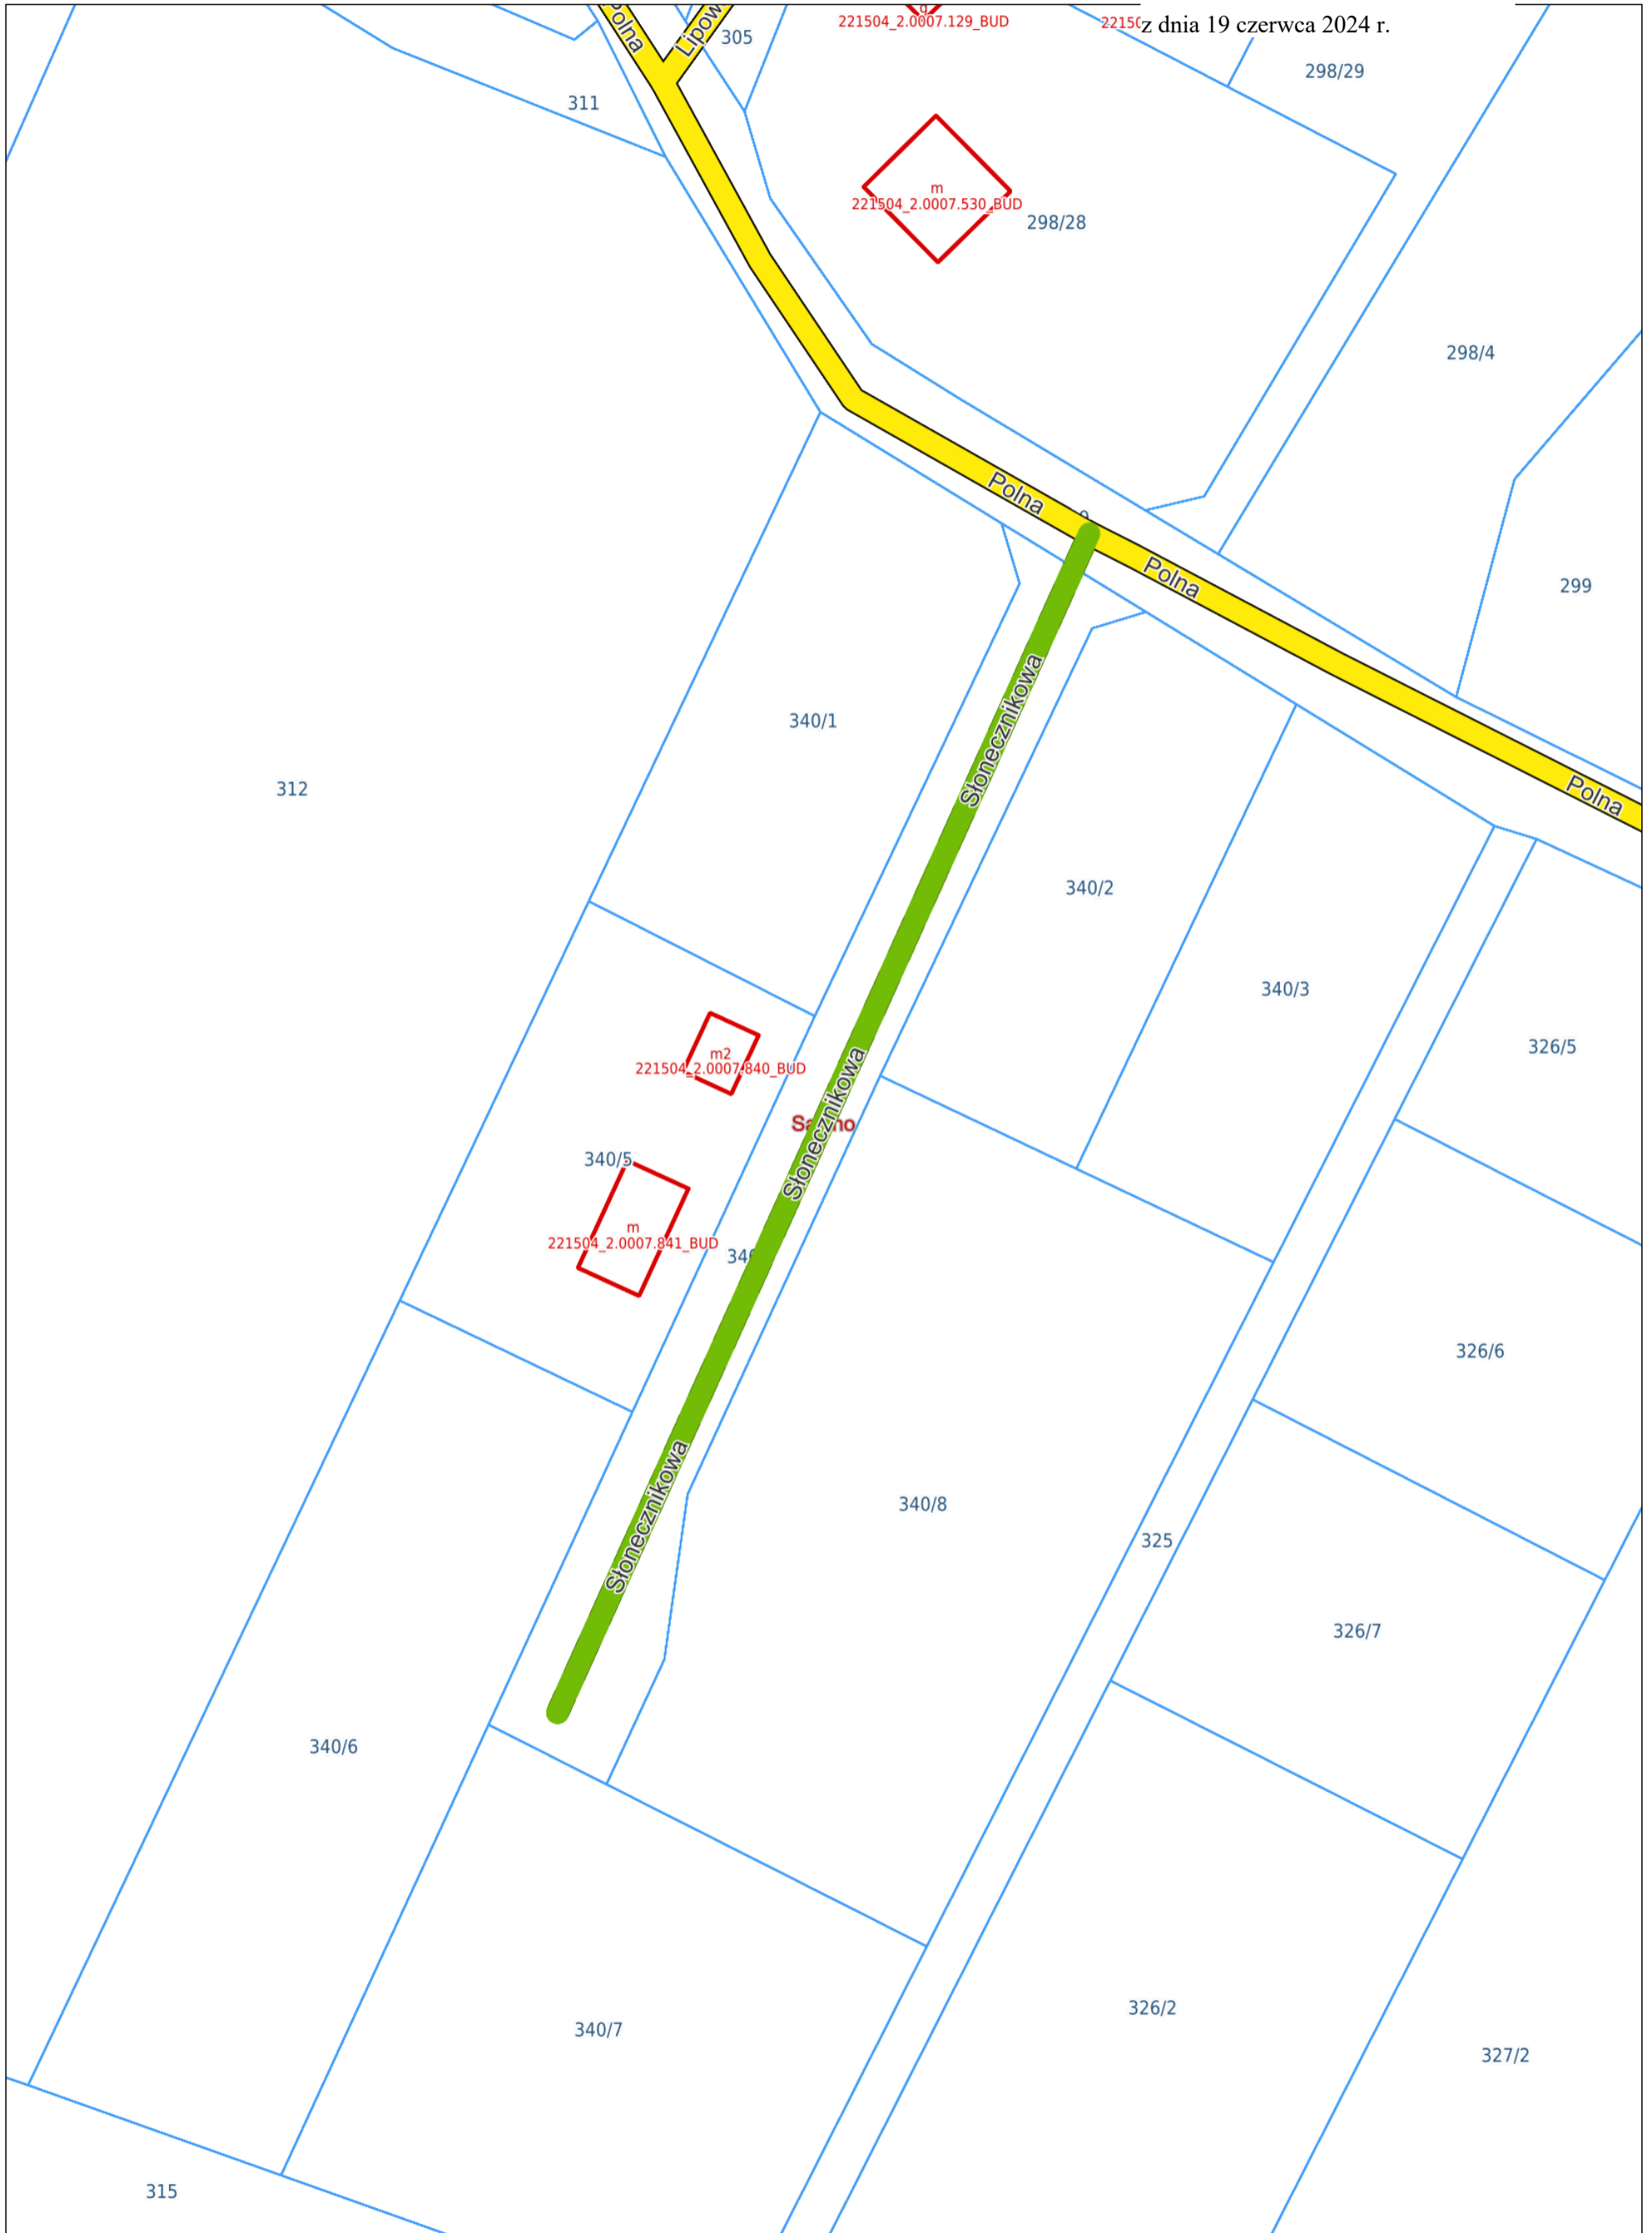 221504_2.0007.129_BUD
z dnia 19 czerwca 2024 r.
Polna
305
298/29
311
m
221504_2.0007.530_BUD
298/28
298/4
Polna
Polna
299
Słonecznikowa
340/1
312
Polna
340/2
340/3
326/5
m2
221504_2.0007.840_BUD
Słonecznikowa
340/5
m
221504_2.0007.841_BUD
326/6
Słonecznikowa
340/8
325
326/7
340/6
326/2
340/7
327/2
315